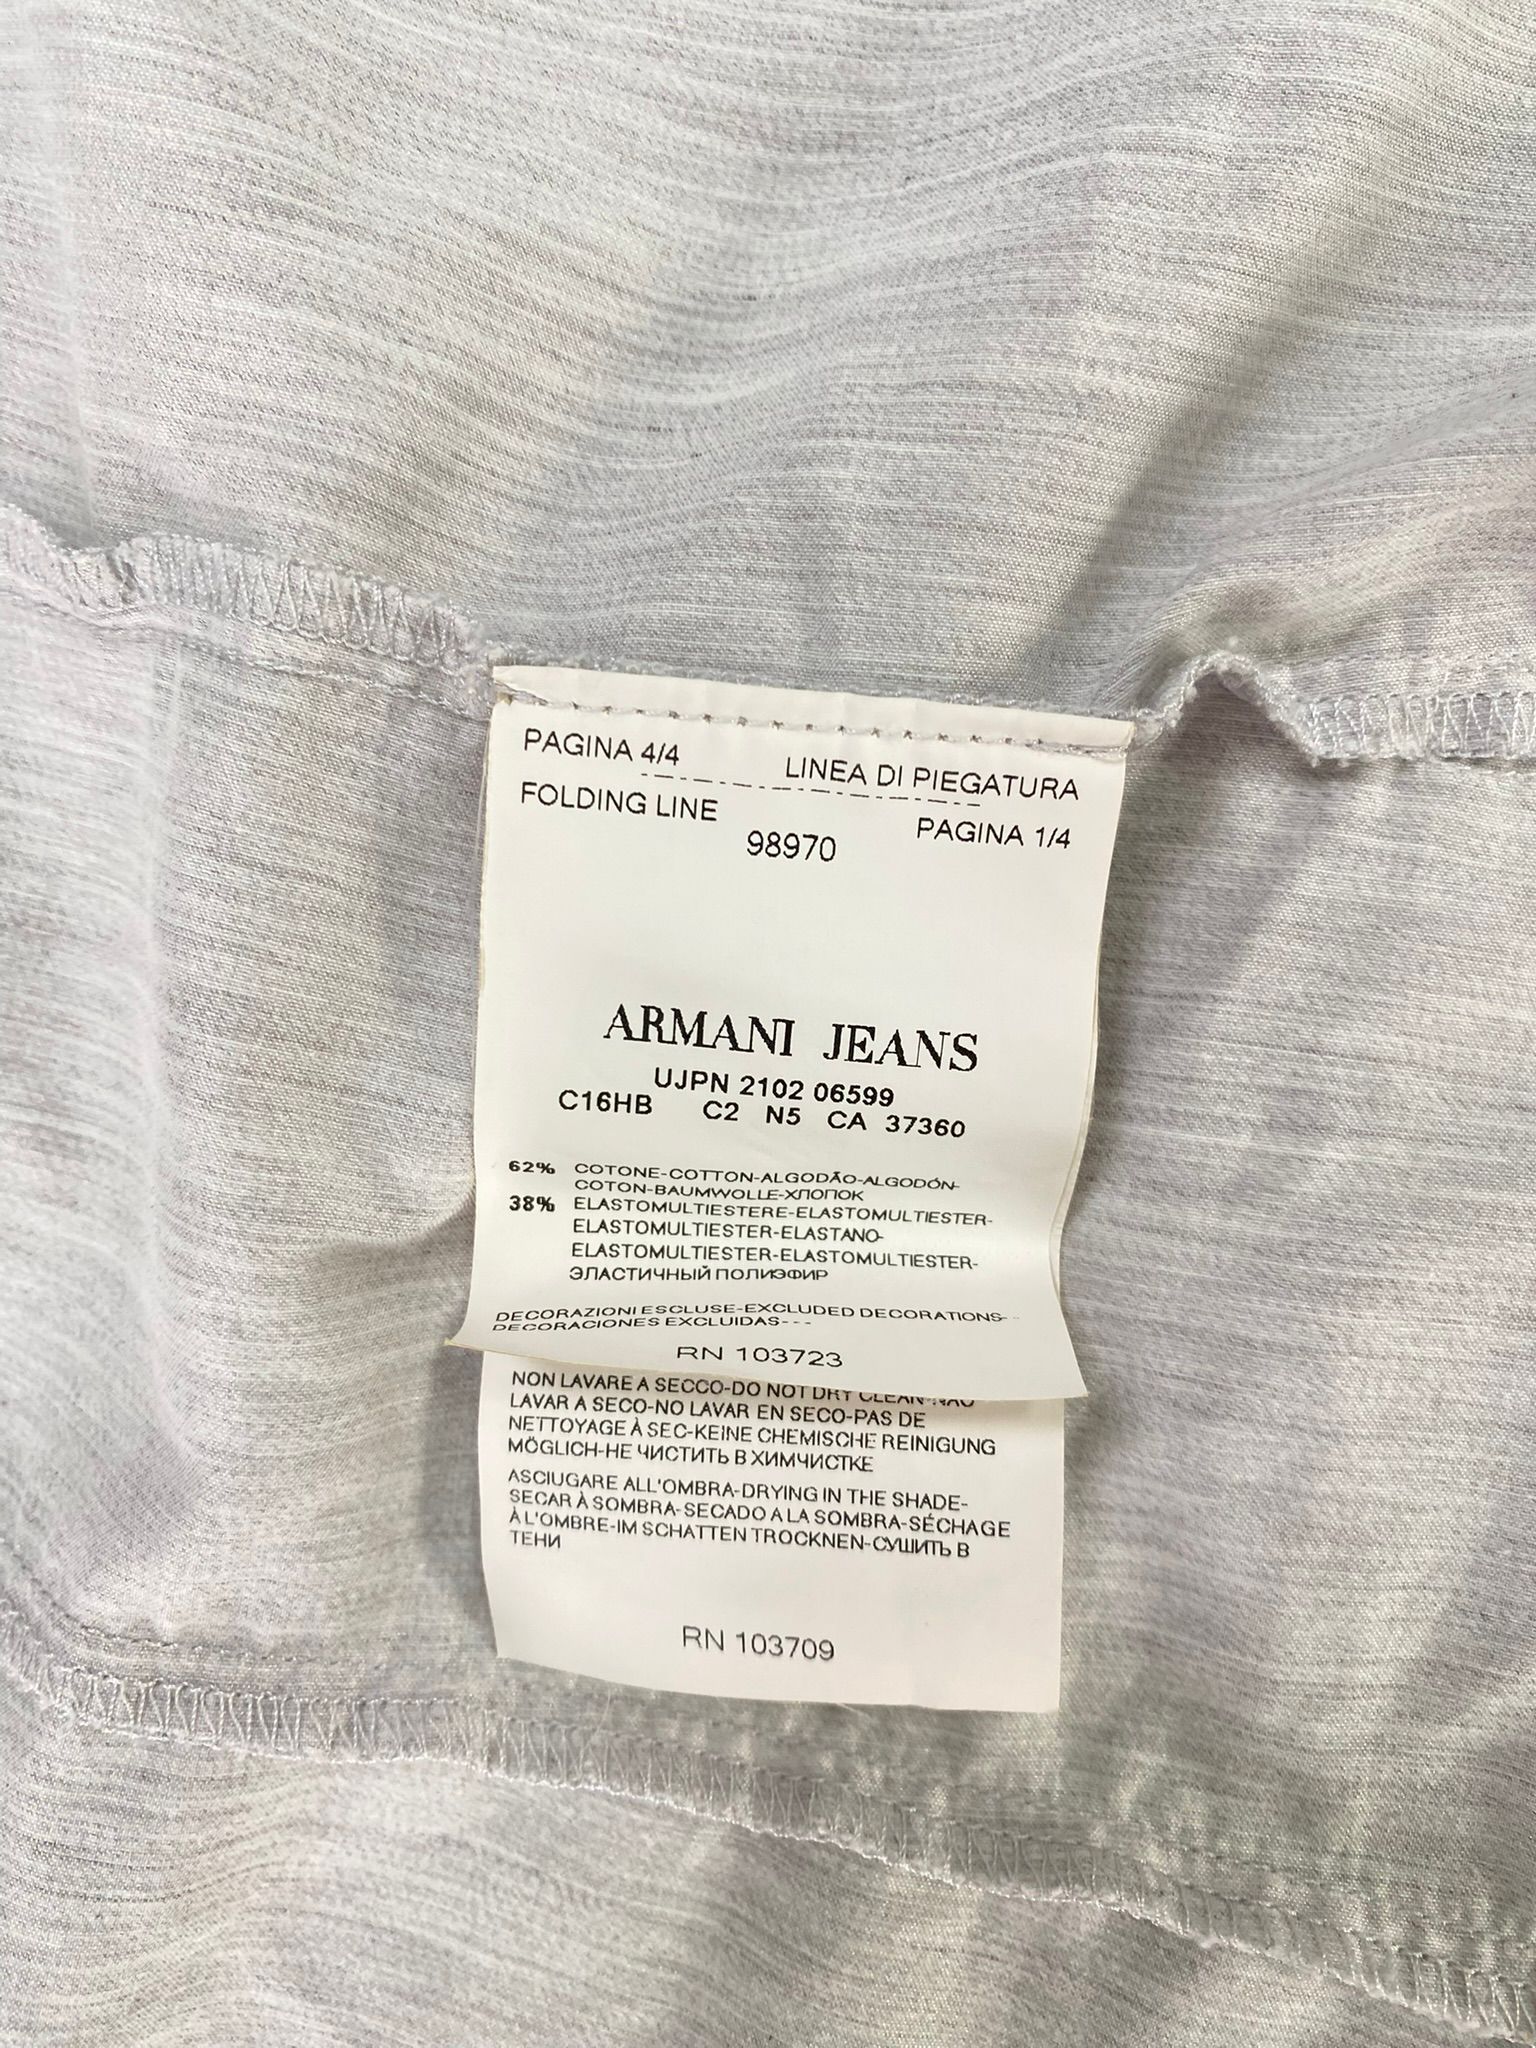 PAGINA 4/4 LINEA DI PIEGATURA
FOLDING LINE PAGINA 1/4
98970
ARMANI JEANS
UJPN 2102 06599
C16HB C2 N5 CA 37360
62% COTONE-COTTON-ALGODÃO-ALGODÓN-
COTON-BAUMWOLLE-ХЛОПОК
38% ELASTOMULTIESTERE-ELASTOMULTIESTER-
ELASTOMULTIESTER-ELASTANO-
ELASTOMULTIESTER-ELASTOMULTIESTER-
ЭЛАСТИЧНЫЙ ПОЛИЭФИР
DECORAZIONI ESCLUSE-EXCLUDED DECORATIONS--
DECORACIONES EXCLUIDAS---
RN 103723
NON LAVARE A SECCO-DO NOT DRY CLEAN-NÃO
LAVAR A SECO-NO LAVAR EN SECO-PAS DE
NETTOYAGE À SEC-KEINE CHEMISCHE REINIGUNG
MÖGLICH-НЕ ЧИСТИТЬ В ХИМЧИСТКЕ
ASCIUGARE ALL'OMBRA-DRYING IN THE SHADE-
SECAR À SOMBRA-SECADO A LA SOMBRA-SÉCHAGE
À L'OMBRE-IM SCHATTEN TROCKNEN-СУШИТЬ В
ТЕНИ
RN 103709